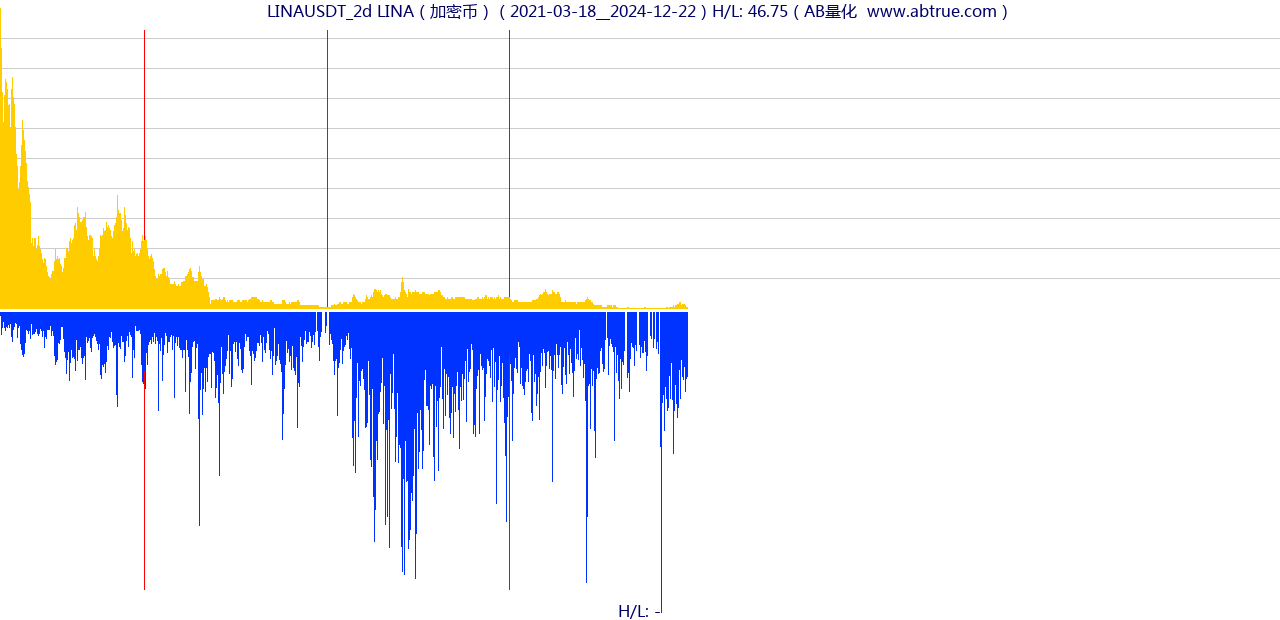 LINAUSDT_2d LINA ( 加密币 ) ( 2021-03-18__2024-12-22 ) H/L: 46.75 ( AB量化 www.abtrue.com )
H/L: -